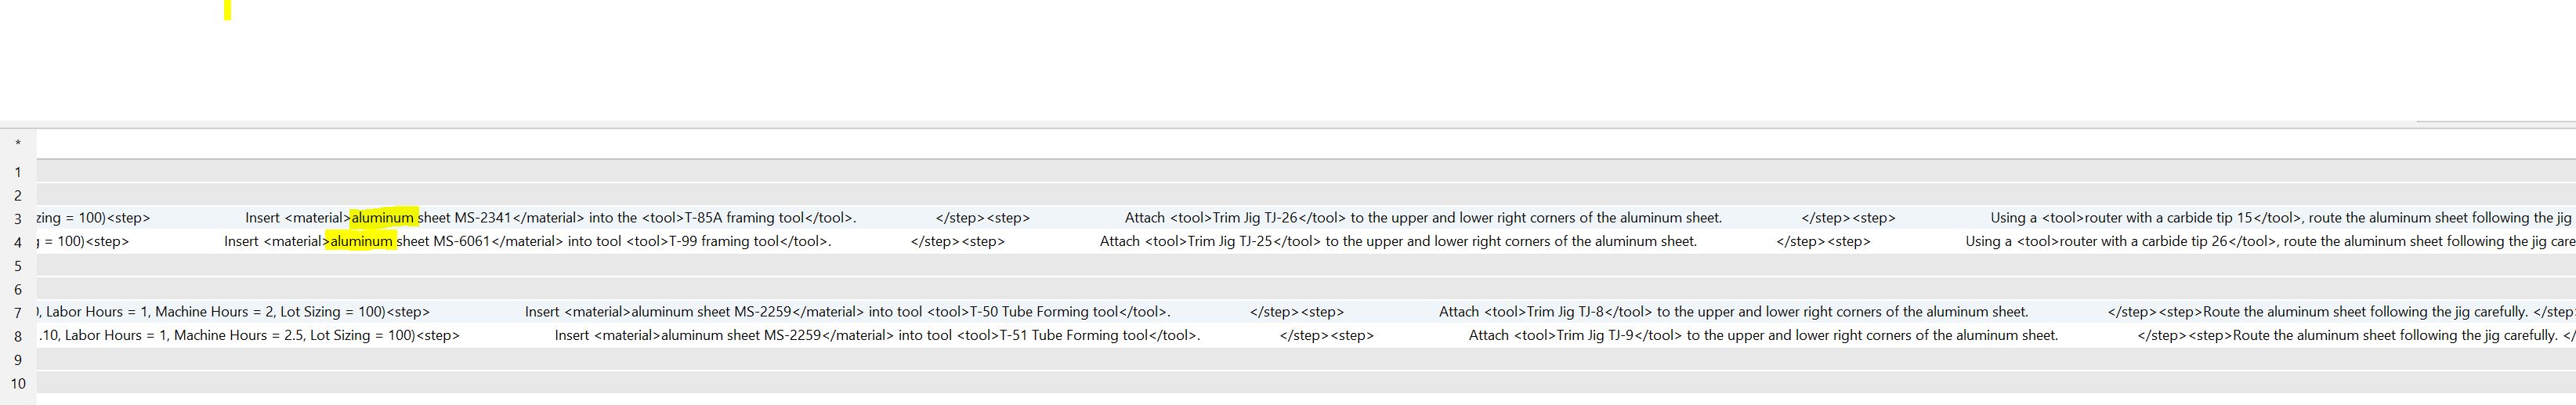 *
1
2
3 zing = 100)<step> Insert <material>aluminum sheet MS-2341</material> into the <tool>T-85A framing tool</tool>. </step><step> Attach <tool>Trim Jig TJ-26</tool> to the upper and lower right corners of the aluminum sheet. </step><step> Using a <tool>router with a carbide tip 15</tool>, route the aluminum sheet following the jig
4 = 100)<step> Insert <material>aluminum sheet MS-6061</material> into tool <tool>T-99 framing tool</tool>. </step><step> Attach <tool>Trim Jig TJ-25</tool> to the upper and lower right corners of the aluminum sheet. </step><step> Using a <tool>router with a carbide tip 26</tool>, route the aluminum sheet following the jig care
5
6
7 , Labor Hours = 1, Machine Hours = 2, Lot Sizing = 100)<step> Insert <material>aluminum sheet MS-2259</material> into tool <tool>T-50 Tube Forming tool</tool>. </step><step> Attach <tool>Trim Jig TJ-8</tool> to the upper and lower right corners of the aluminum sheet. </step><step>Route the aluminum sheet following the jig carefully. </step
8 .10, Labor Hours = 1, Machine Hours = 2.5, Lot Sizing = 100)<step> Insert <material>aluminum sheet MS-2259</material> into tool <tool>T-51 Tube Forming tool</tool>. </step><step> Attach <tool>Trim Jig TJ-9</tool> to the upper and lower right corners of the aluminum sheet. </step><step>Route the aluminum sheet following the jig carefully. </
9
10